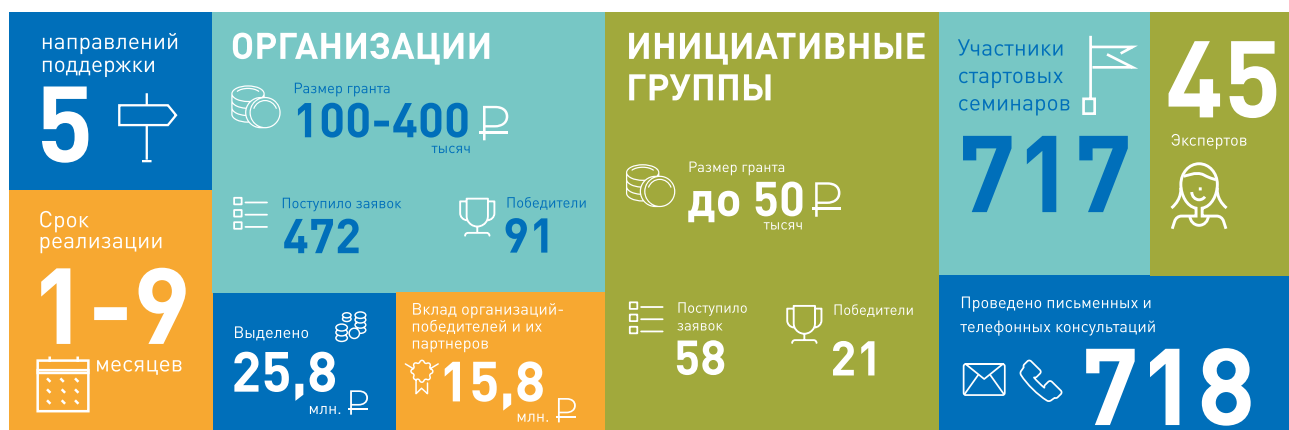 направлений
поддержки
5
Срок
реализации
1-9
месяцев
ОРГАНИЗАЦИИ
Размер гранта
100-400 ₽
тысяч
Поступило заявок
472
Победители
91
Выделено
25,8
млн. ₽
Вклад организаций-
победителей и их
партнеров
15,8
млн. ₽
ИНИЦИАТИВНЫЕ
ГРУППЫ
Размер гранта
до 50 ₽
тысяч
Поступило
заявок
58
Победители
21
Участники
стартовых
семинаров
717
45
Экспертов
Проведено письменных и
телефонных консультаций
718